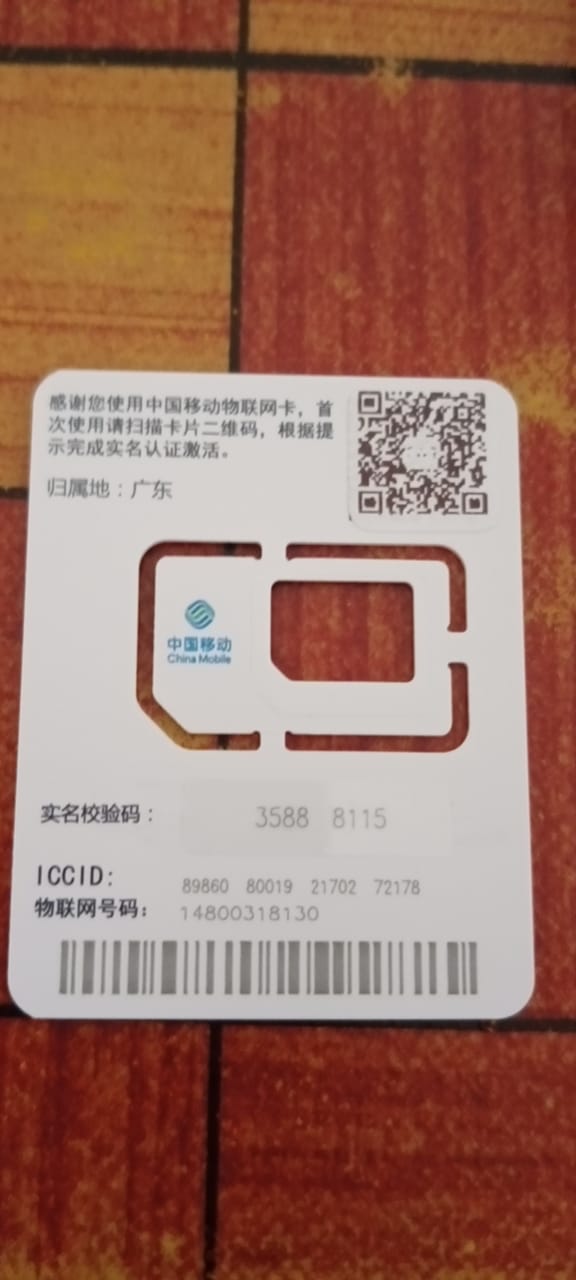 感谢您使用中国移动物联网卡，首
次使用请扫描卡片二维码，根据提
示完成实名认证激活。
归属地：广东
中国移动
China Mobile
实名校验码： 3588 8115
ICCID: 89860 80019 21702 72178
物联网号码： 14800318130